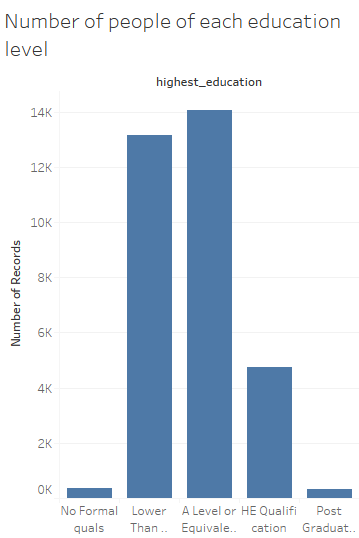 Number of people of each education
level
highest_education
Number of Records
14K
12K
10K
8K
6K
4K
2K
0K
No Formal
quals
Lower
Than ..
A Level or
Equivale..
HE Qualifi
cation
Post
Graduat..